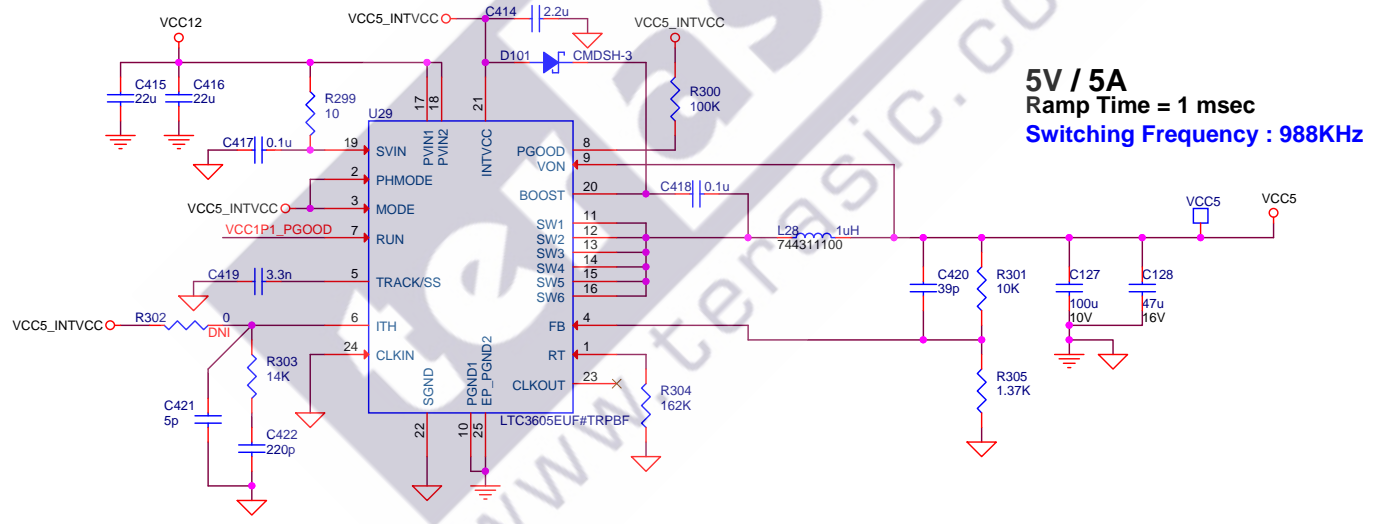 VCC12
VCC5_INTVCC
C414
2.2u
VCC5_INTVCC
D101
CMDSH-3
5V / 5A
Ramp Time = 1 msec
Switching Frequency : 988KHz
C415
22u
C416
22u
R299
10
R300
100K
17
18
21
U29
PVIN1
PVIN2
INTVCC
C417
0.1u
19
SVIN
PGOOD
8
VON
9
2
PHMODE
BOOST
20
C418
0.1u
VCC5_INTVCC
3
MODE
VCC1P1_PGOOD
7
RUN
SW1
11
SW2
12
SW3
13
SW4
14
SW5
15
SW6
16
L28
1uH
744311100
VCC5
VCC5
C419
3.3n
5
TRACK/SS
C420
39p
R301
10K
C127
100u
10V
C128
47u
16V
VCC5_INTVCC
R302
0
DNI
6
ITH
FB
4
24
CLKIN
RT
1
R303
14K
CLKOUT
23
R304
162K
R305
1.37K
C421
5p
C422
220p
SGND
PGND1
EP_PGND2
22
10
25
LTC3605EUF#TRPBF
www.terasic.co